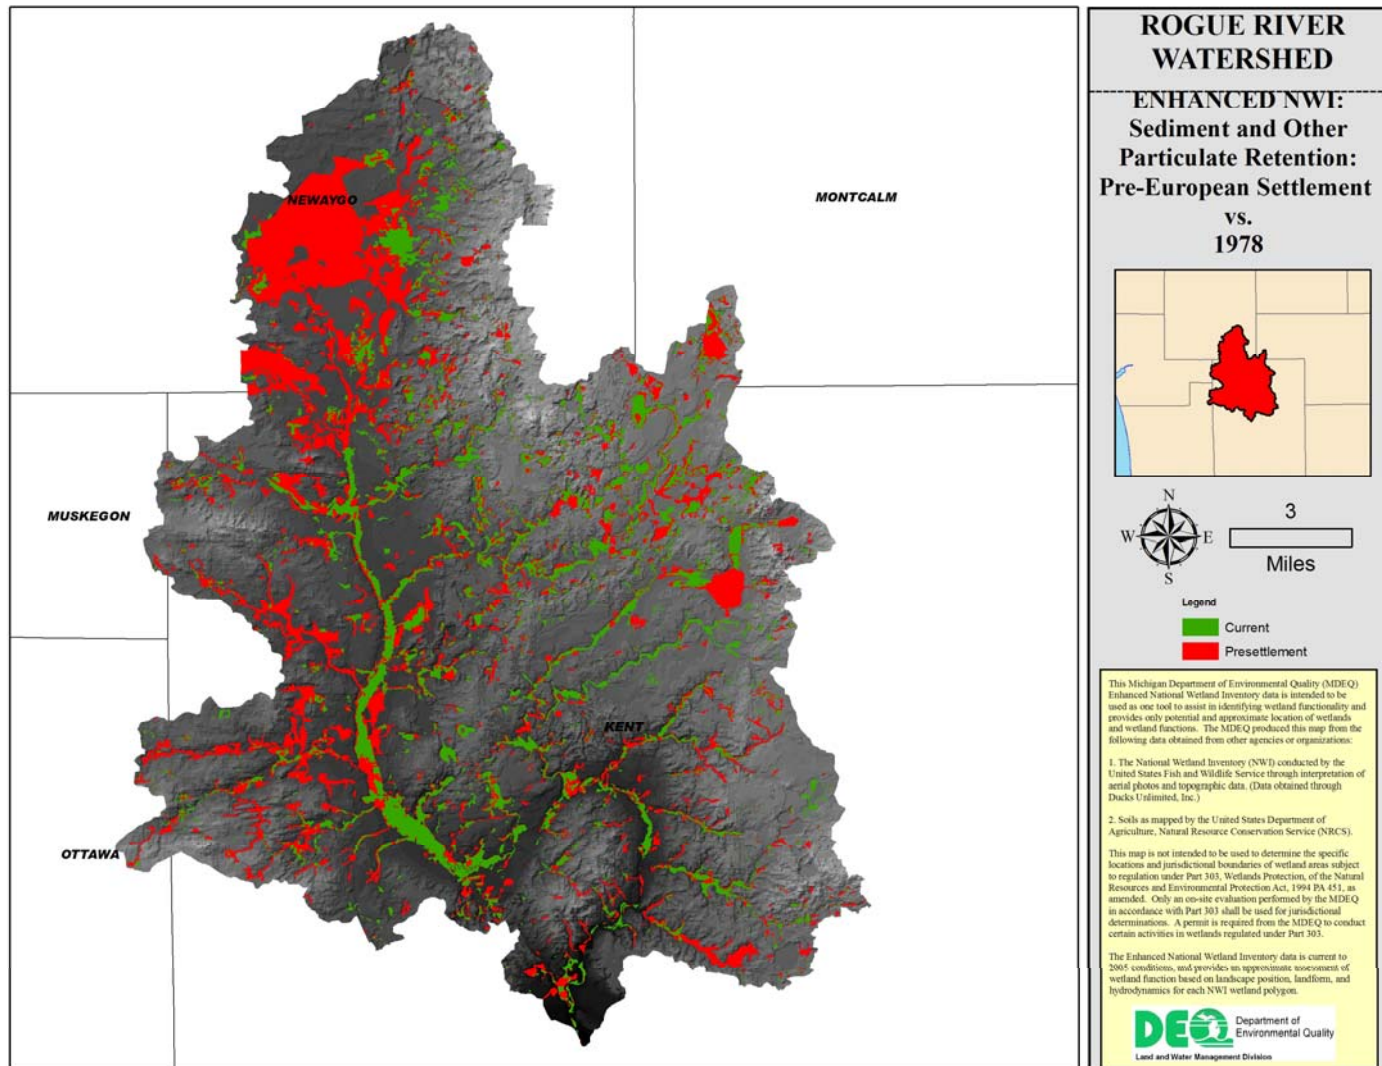 NEWAYGO
MONTCALM
MUSKEGON
KENT
OTTAWA
ROGUE RIVER
WATERSHED
ENHANCED NWI:
Sediment and Other
Particulate Retention:
Pre-European Settlement
vs.
1978
N
W
E
S
3
Miles
Legend
Current
Presettlement
This Michigan Department of Environmental Quality (MDEQ)
Enhanced National Wetland Inventory data is intended to be
used as one tool to assist in identifying wetland functionality and
provides only potential and approximate location of wetlands
and wetland functions. The MDEQ produced this map from the
following data obtained from other agencies or organizations:
1. The National Wetland Inventory (NWI) conducted by the
United States Fish and Wildlife Service through interpretation of
aerial photos and topographic data. (Data obtained through
Ducks Unlimited, Inc.)
2. Soils as mapped by the United States Department of
Agriculture, Natural Resource Conservation Service (NRCS).
This map is not intended to be used to determine the specific
locations and jurisdictional boundaries of wetland areas subject
to regulation under Part 303, Wetlands Protection, of the Natural
Resources and Environmental Protection Act, 1994 PA 451, as
amended. Only an on-site evaluation performed by the MDEQ
in accordance with Part 303 shall be used for jurisdictional
determinations. A permit is required from the MDEQ to conduct
certain activities in wetlands regulated under Part 303.
The Enhanced National Wetland Inventory data is current to
2005 conditions, and provides an approximate assessment of
wetland function based on landscape position, landform, and
hydrodynamics for each NWI wetland polygon.
DEQ
Department of
Environmental Quality
Land and Water Management Division